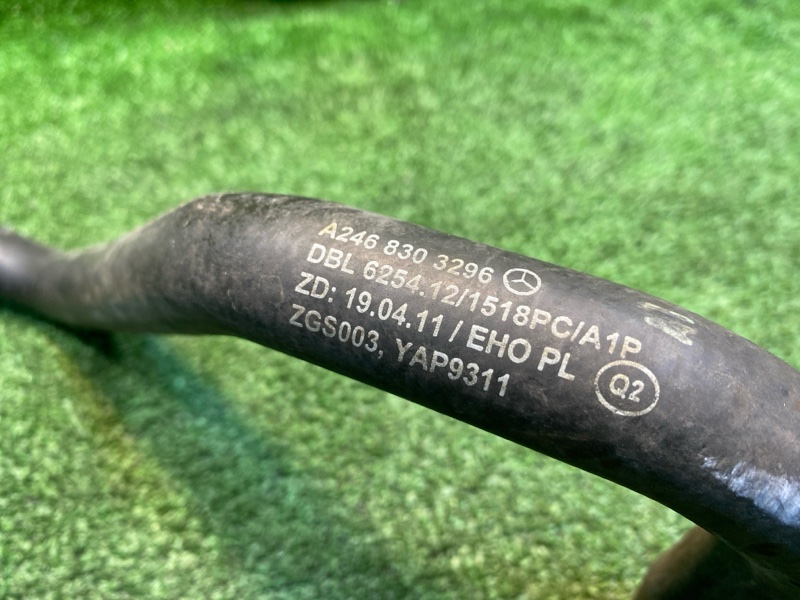 A246 830 3296
DBL 6254.12/1518PC/A1P
ZD: 19.04.11 / EHO PL
ZGS003, YAP9311
Q2